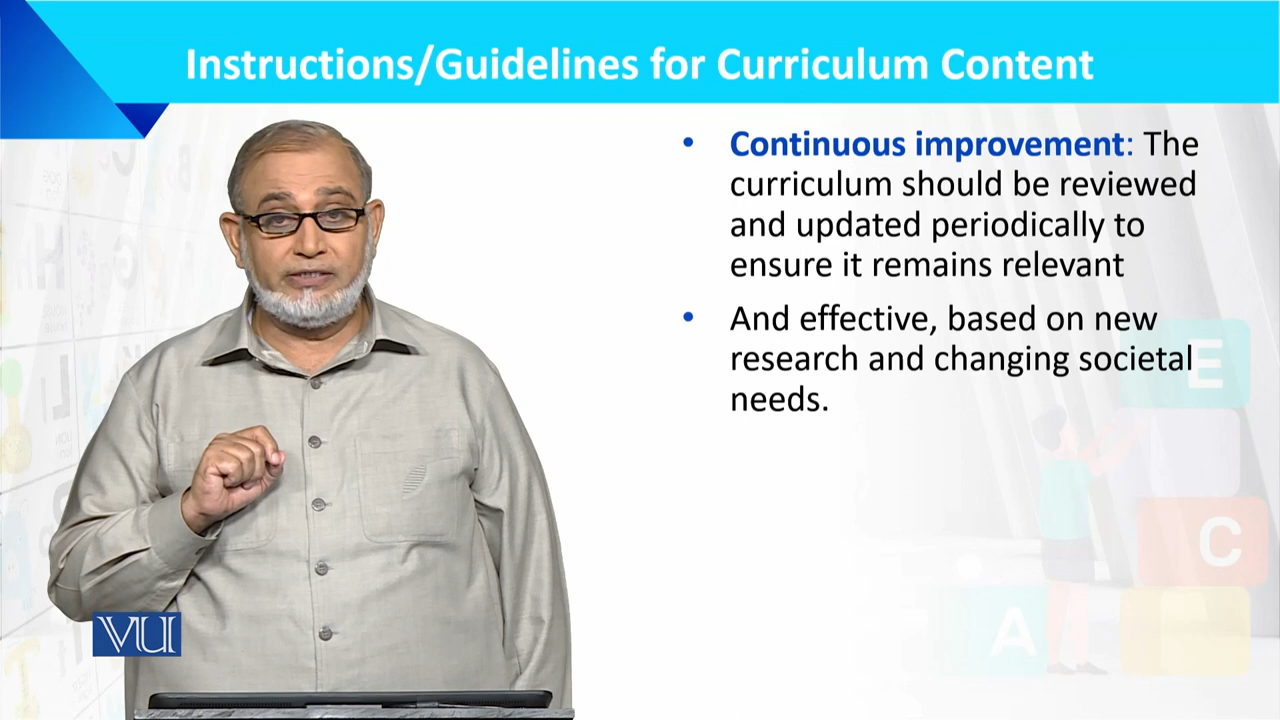 Instructions/Guidelines for Curriculum Content
• Continuous improvement: The
curriculum should be reviewed
and updated periodically to
ensure it remains relevant
• And effective, based on new
research and changing societal
needs.
E
C
A
VU